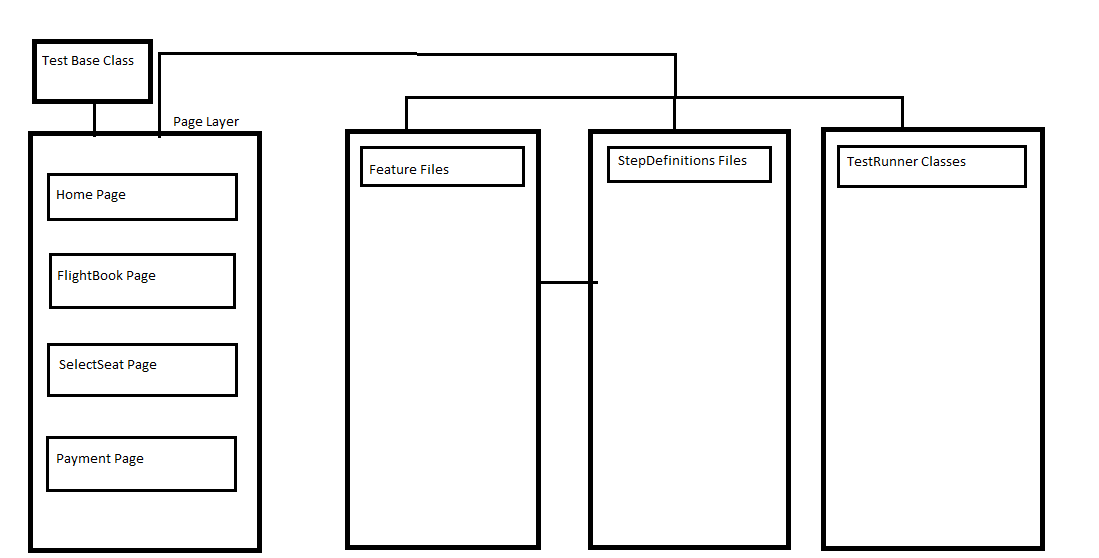 Test Base Class
Page Layer
Home Page
FlightBook Page
SelectSeat Page
Payment Page
Feature Files
StepDefinitions Files
TestRunner Classes